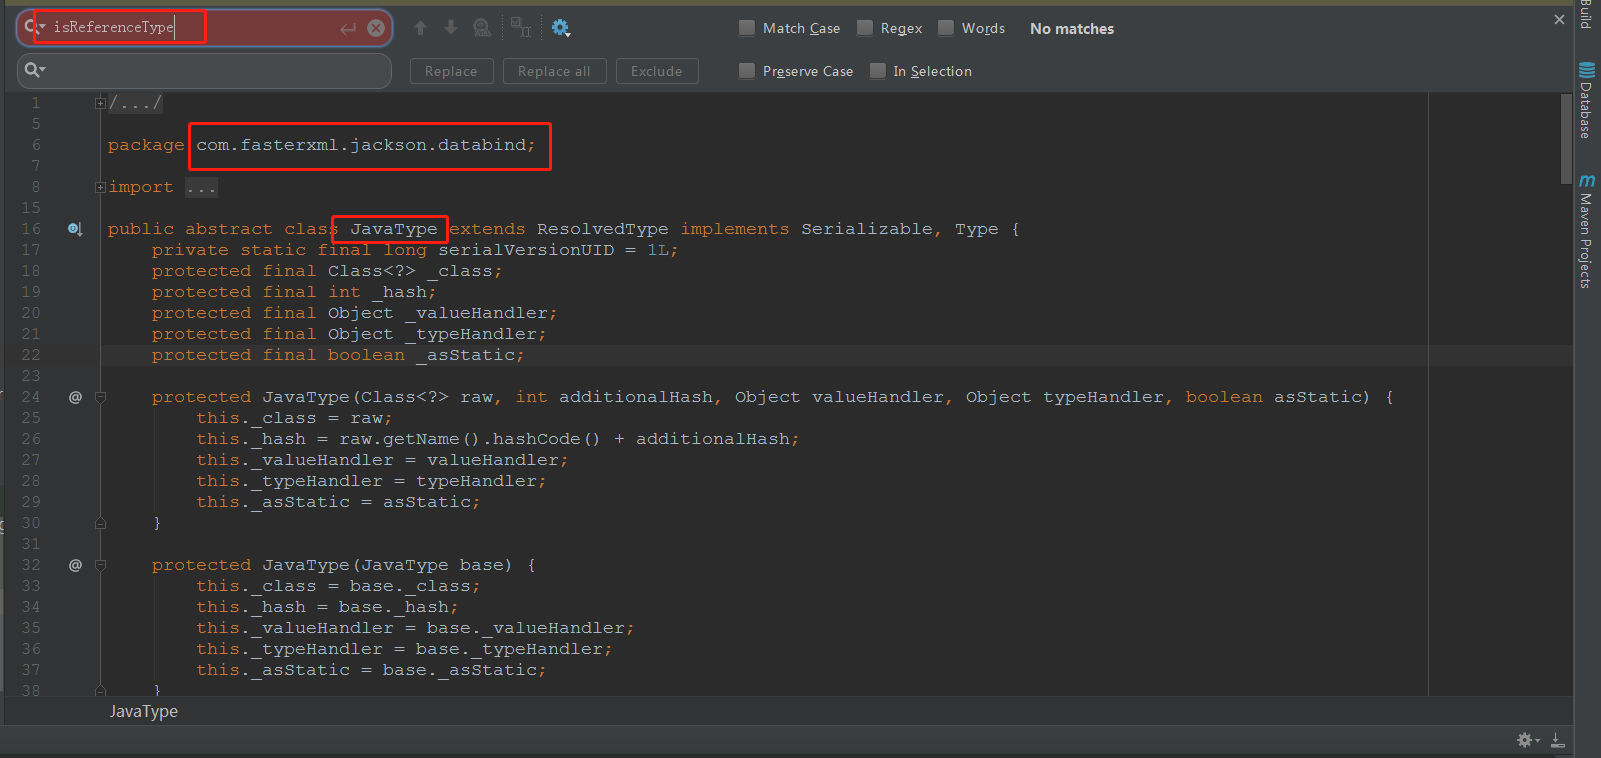 isReferenceType
Match Case
Regex
Words
No matches
Replace
Replace all
Exclude
Preserve Case
In Selection
1 /.../
5
6 package com.fasterxml.jackson.databind;
7
8 import ...
15
16 public abstract class JavaType extends ResolvedType implements Serializable, Type {
17 private static final long serialVersionUID = 1L;
18 protected final Class<?> _class;
19 protected final int _hash;
20 protected final Object _valueHandler;
21 protected final Object _typeHandler;
22 protected final boolean _asStatic;
23
24 @ protected JavaType(Class<?> raw, int additionalHash, Object valueHandler, Object typeHandler, boolean asStatic) {
25 this._class = raw;
26 this._hash = raw.getName().hashCode() + additionalHash;
27 this._valueHandler = valueHandler;
28 this._typeHandler = typeHandler;
29 this._asStatic = asStatic;
30 }
31
32 @ protected JavaType(JavaType base) {
33 this._class = base._class;
34 this._hash = base._hash;
35 this._valueHandler = base._valueHandler;
36 this._typeHandler = base._typeHandler;
37 this._asStatic = base._asStatic;
38 }
JavaType
Build
Database
m Maven Projects